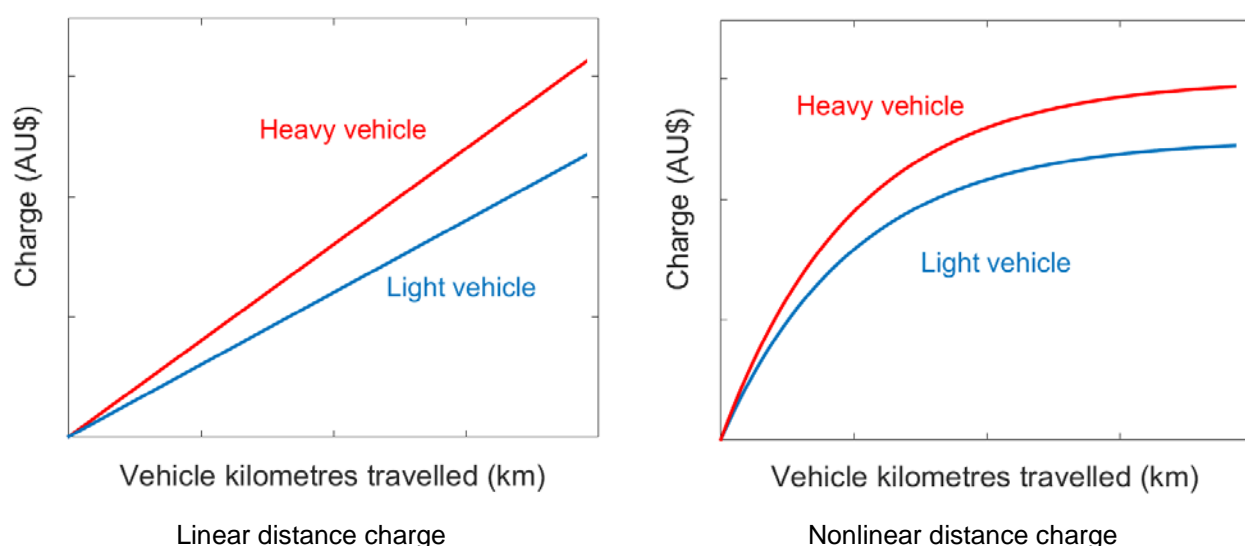 Charge (AU$)
Heavy vehicle
Light vehicle
Vehicle kilometres travelled (km)
Linear distance charge
Charge (AU$)
Heavy vehicle
Light vehicle
Vehicle kilometres travelled (km)
Nonlinear distance charge